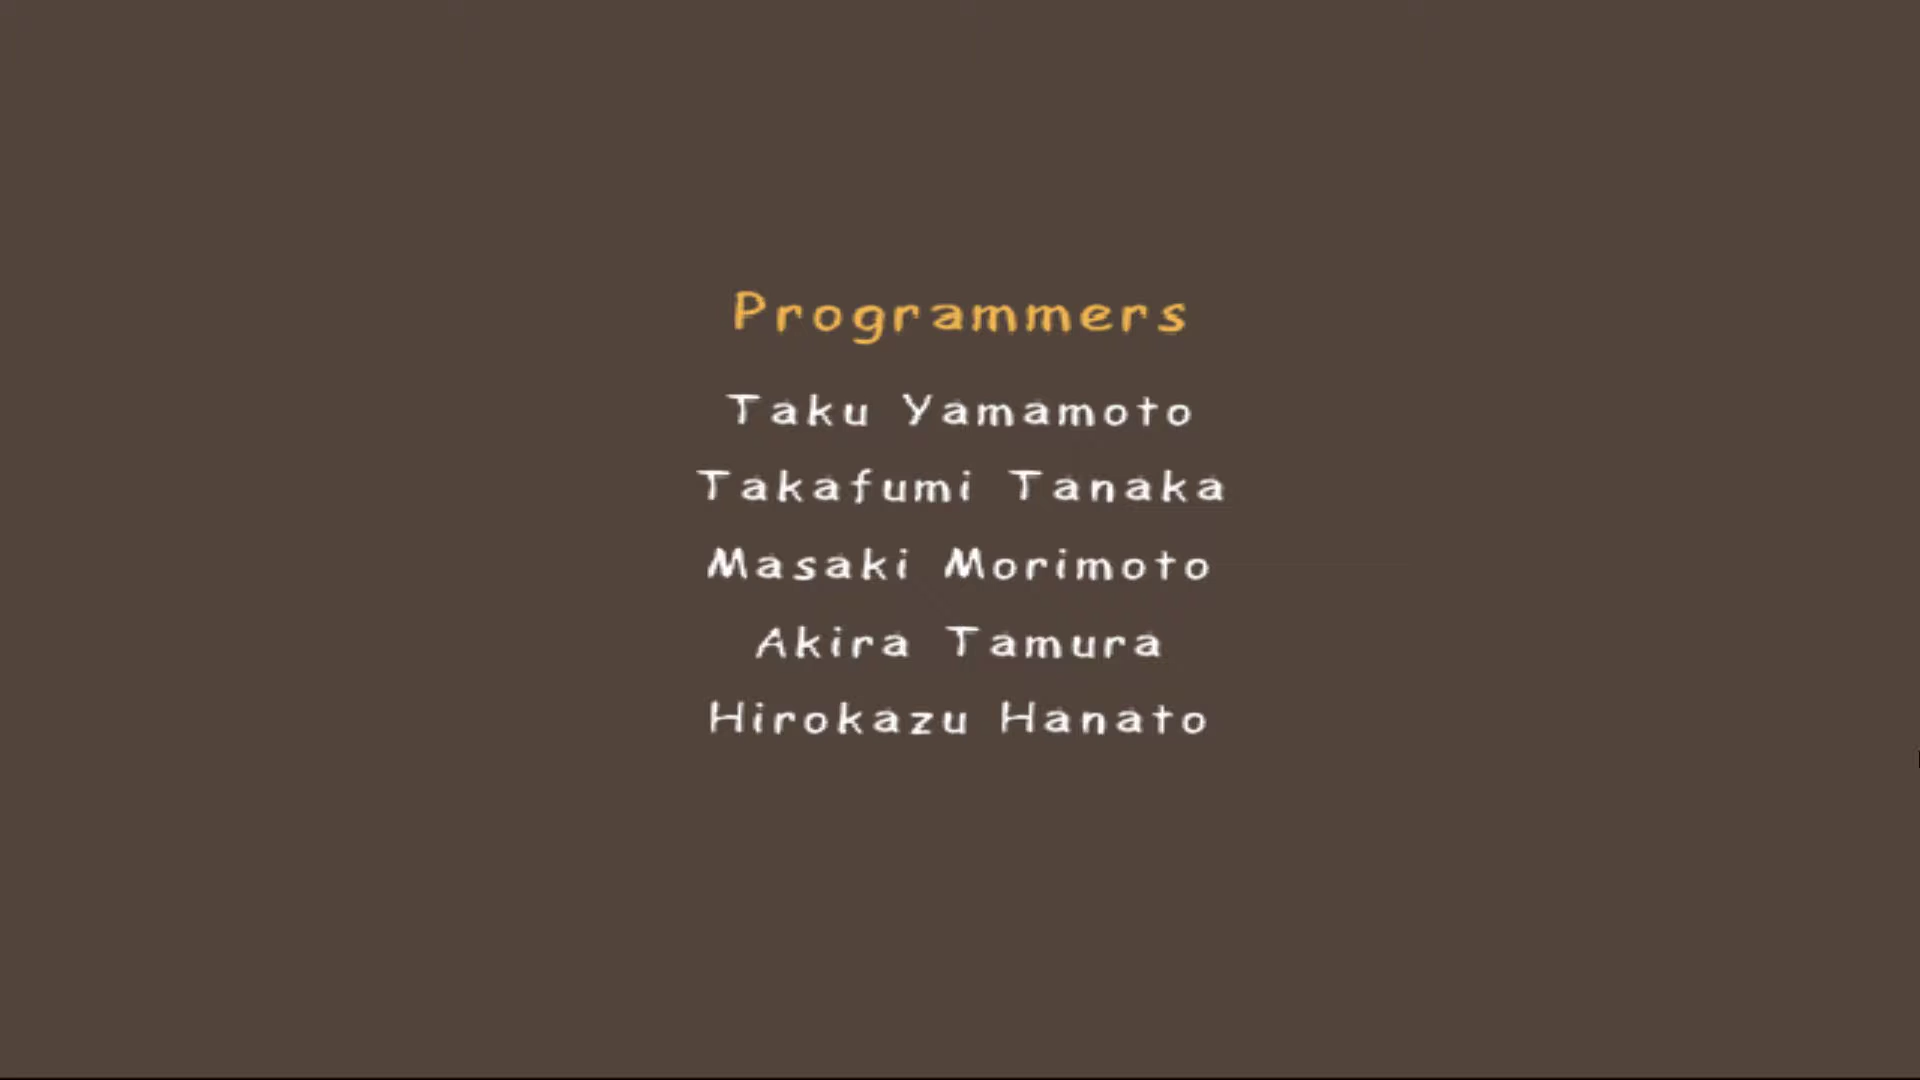 Programmers
Taku Yamamoto
Takafumi Tanaka
Masaki Morimoto
Akira Tamura
Hirokazu Hanato